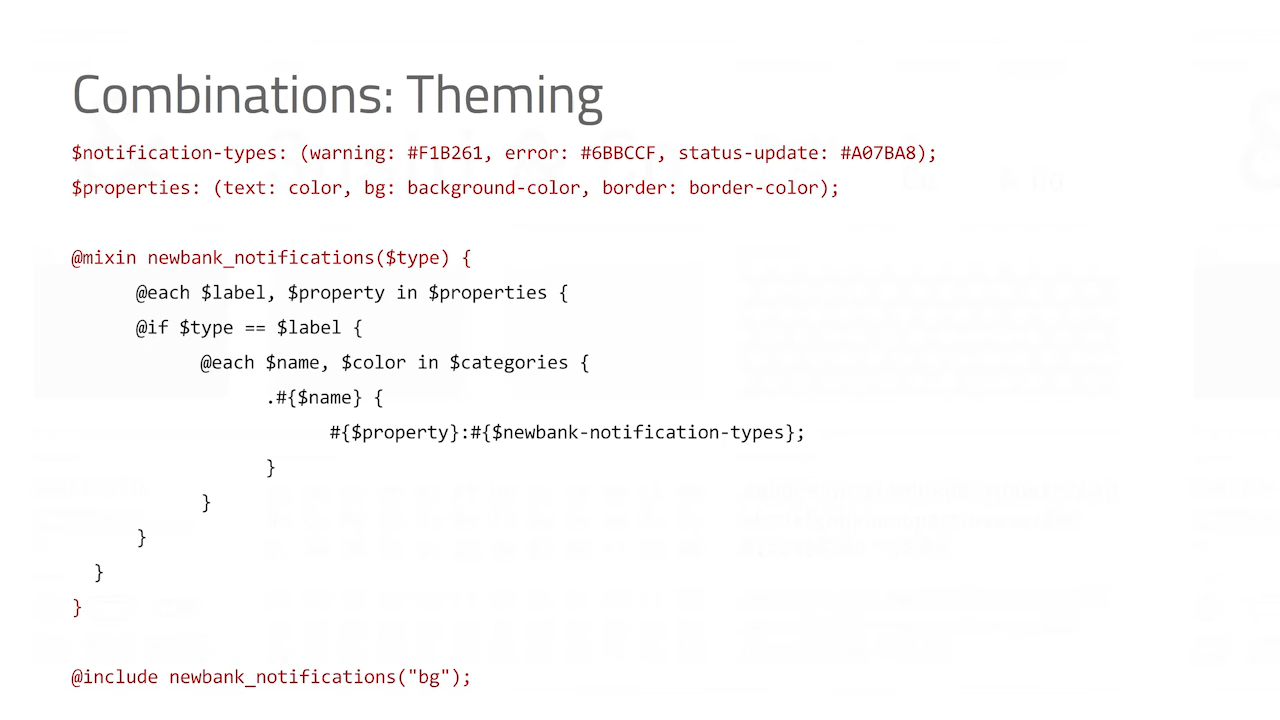 Combinations: Theming
$notification-types: (warning: #F1B261, error: #6BBCCF, status-update: #A07BA8);
$properties: (text: color, bg: background-color, border: border-color);
@mixin newbank_notifications($type) {
@each $label, $property in $properties {
@if $type == $label {
@each $name, $color in $categories {
.#{$name} {
#{$property}:#{$newbank-notification-types};
}
}
}
}
}
@include newbank_notifications("bg");